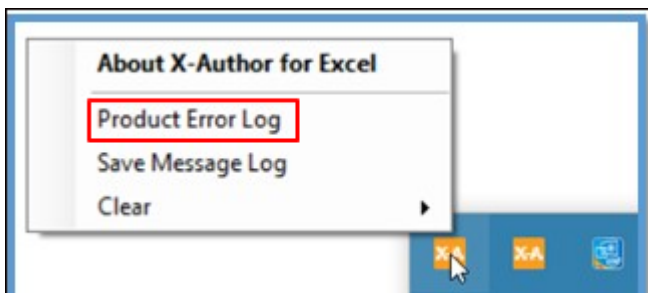 About X-Author for Excel
Product Error Log
Save Message Log
Clear
X-A X-A